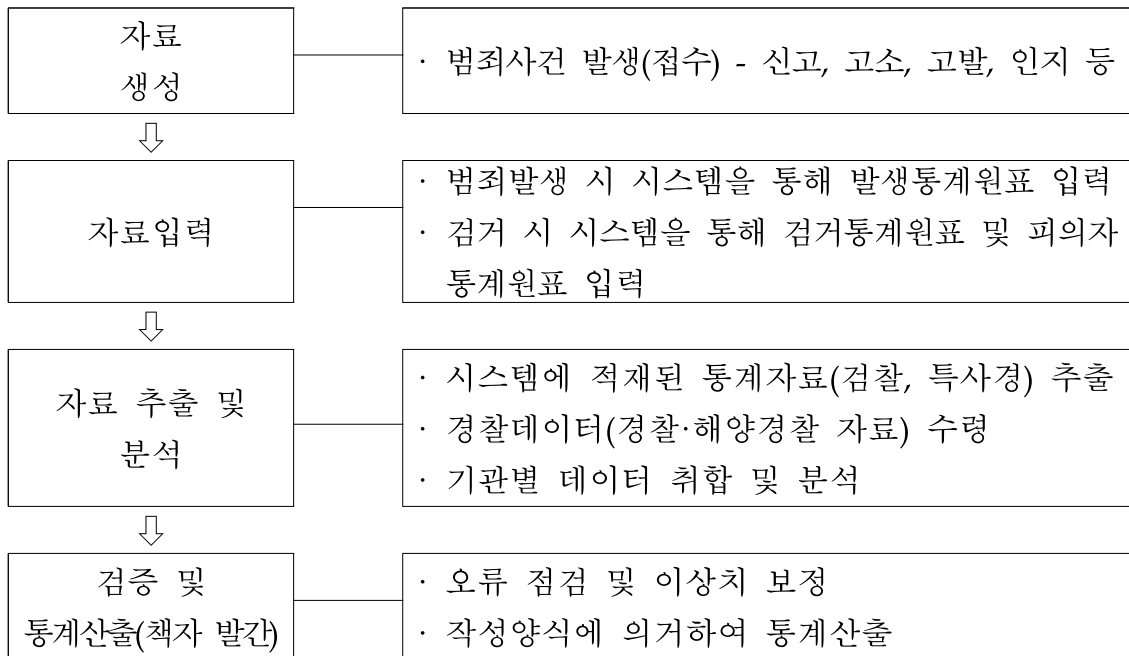 자료
생성
· 범죄사건 발생(접수) - 신고, 고소, 고발, 인지 등
자료입력
· 범죄발생 시 시스템을 통해 발생통계원표 입력
· 검거 시 시스템을 통해 검거통계원표 및 피의자
통계원표 입력
자료 추출 및
분석
· 시스템에 적재된 통계자료(검찰, 특사경) 추출
· 경찰데이터(경찰·해양경찰 자료) 수령
· 기관별 데이터 취합 및 분석
검증 및
통계산출(책자 발간)
· 오류 점검 및 이상치 보정
· 작성양식에 의거하여 통계산출